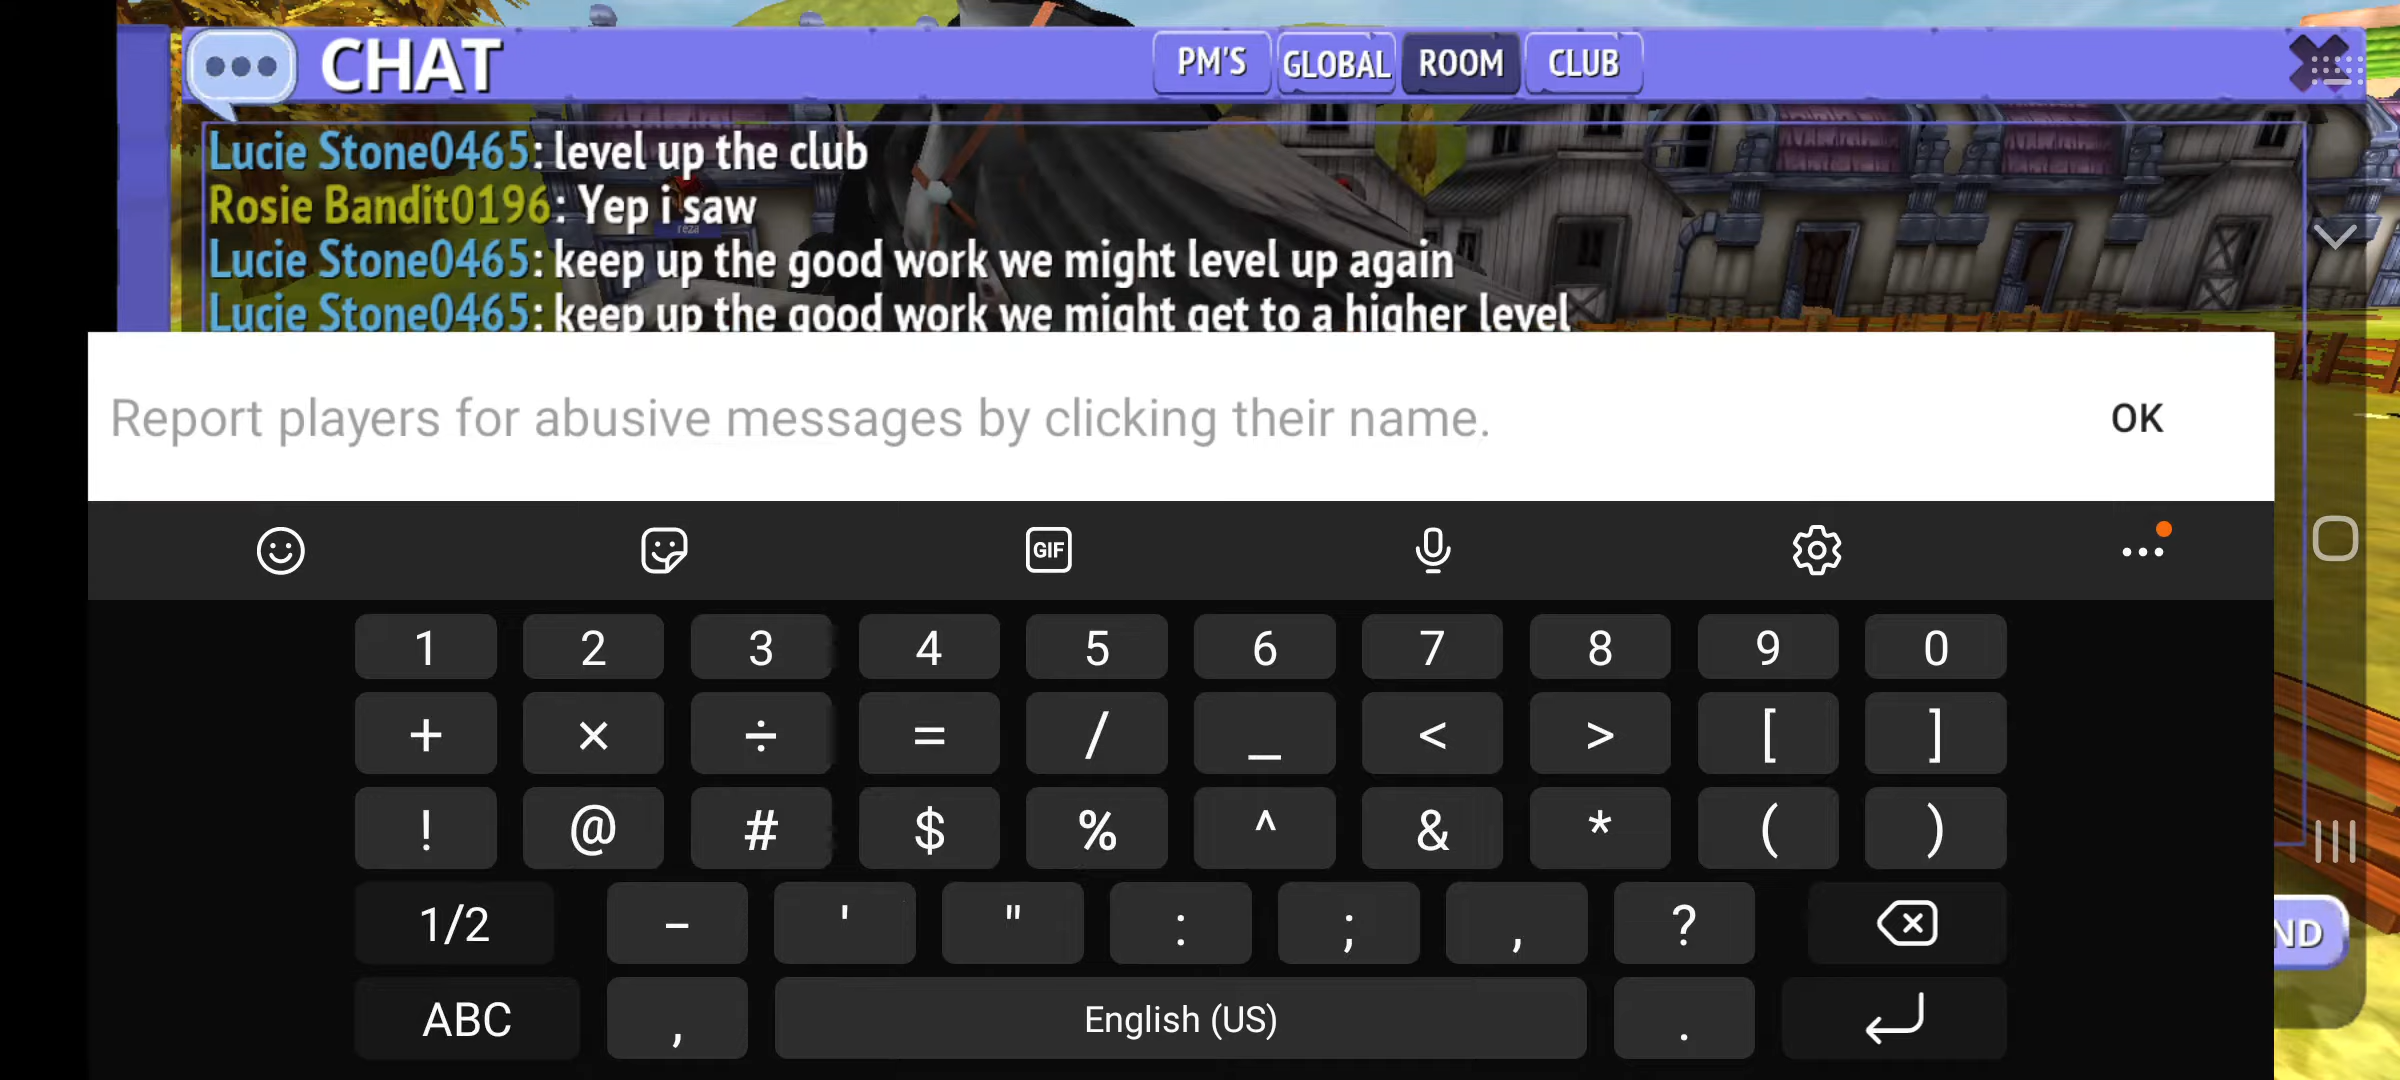 CHAT
PM'S GLOBAL ROOM CLUB
Lucie Stone0465: level up the club
Rosie Bandit0196: Yep i saw
reza
Lucie Stone0465: keep up the good work we might level up again
Lucie Stone0465: keep up the good work we might get to a higher level
Report players for abusive messages by clicking their name.
OK
GIF
1 2 3 4 5 6 7 8 9 0
+ × ÷ = / _ < > [ ]
! @ # $ % ^ & * ( )
1/2 - ' " : ; , ?
ND
ABC , English (US) .